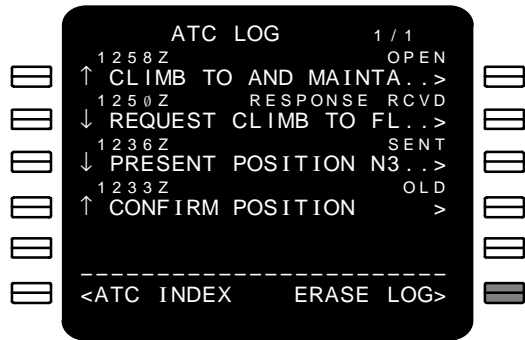 ATC LOG 1/1
1258Z OPEN
↑ CLIMB TO AND MAINTA..>
125øZ RESPONSE RCVD
↓ REQUEST CLIMB TO FL..>
1236Z SENT
↓ PRESENT POSITION N3..>
1233Z OLD
↑ CONFIRM POSITION >
------------------------
<ATC INDEX ERASE LOG>